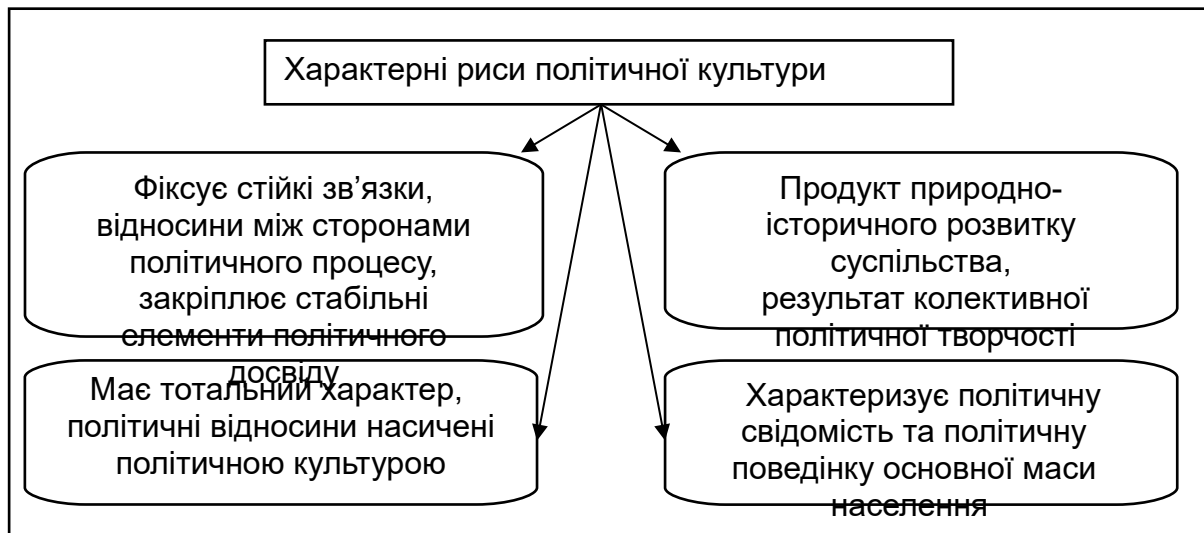 Характерні риси політичної культури
Фіксує стійкі зв’язки,
відносини між сторонами
політичного процесу,
закріплює стабільні
елементи політичного
досвіду
Продукт природно-
історичного розвитку
суспільства,
результат колективної
політичної творчості
Має тотальний характер,
політичні відносини насичені
політичною культурою
Характеризує політичну
свідомість та політичну
поведінку основної маси
населення